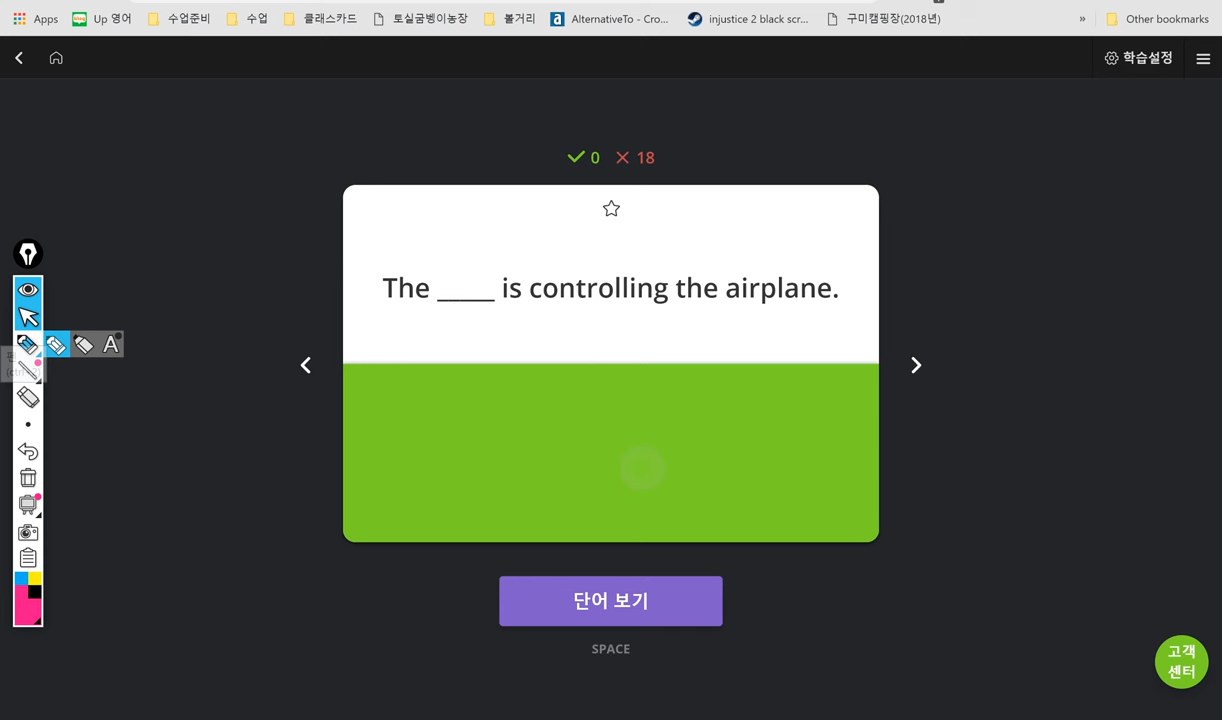 Apps
Up 영어
수업준비
수업
클래스카드
토실굼벵이농장
볼거리
AlternativeTo - Cro...
injustice 2 black scr...
구미캠핑장(2018년)
»
Other bookmarks
학습설정
0
18
The _____ is controlling the airplane.
A
단어 보기
SPACE
고객
센터